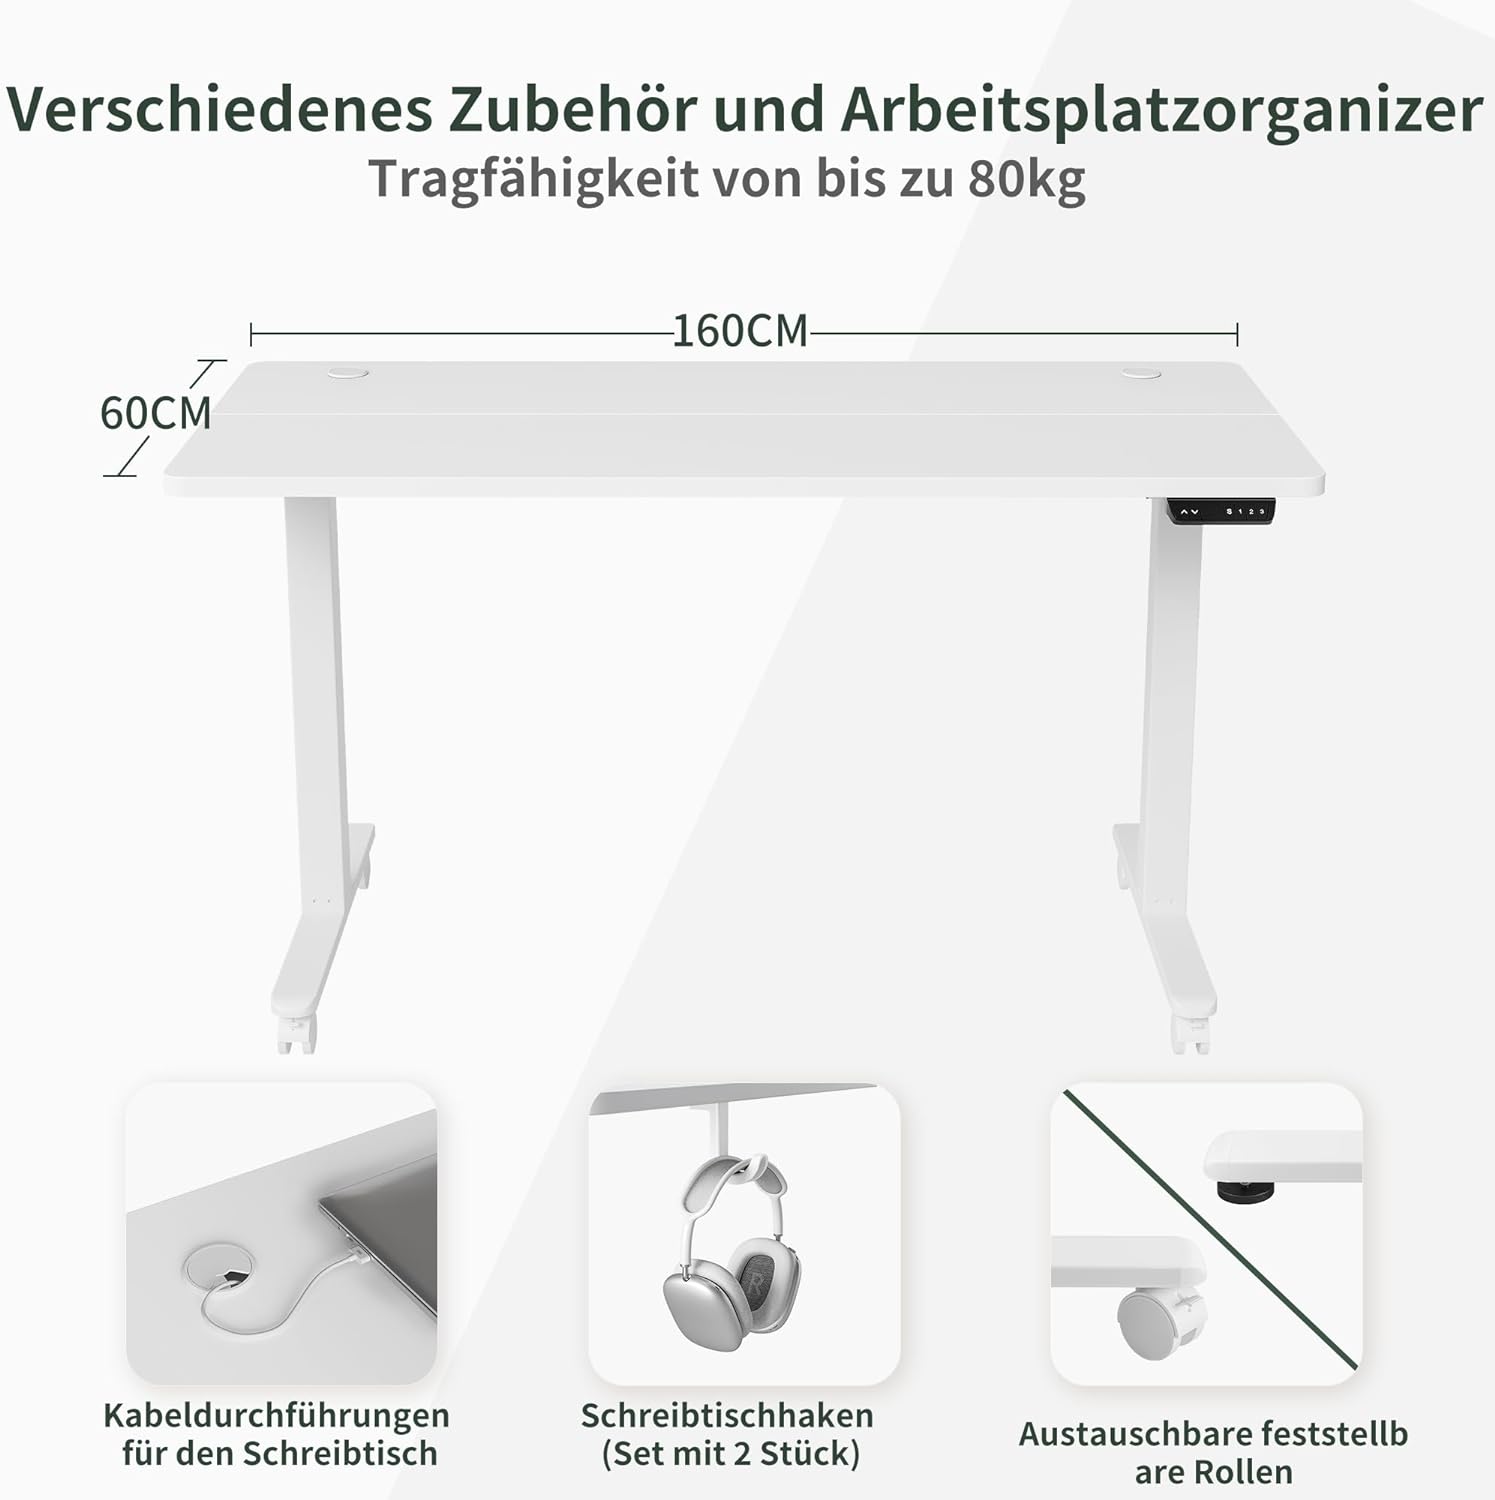 Verschiedenes Zubehör und Arbeitsplatzorganizer
Tragfähigkeit von bis zu 80kg
160CM
60CM
S 1 2 3
R
Kabeldurchführungen
für den Schreibtisch
Schreibtischhaken
(Set mit 2 Stück)
Austauschbare feststellb
are Rollen